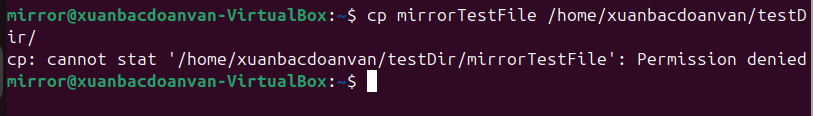 mirror@xuanbacdoanvan-VirtualBox:~$ cp mirrorTestFile /home/xuanbacdoanvan/testD
ir/
cp: cannot stat '/home/xuanbacdoanvan/testDir/mirrorTestFile': Permission denied
mirror@xuanbacdoanvan-VirtualBox:~$